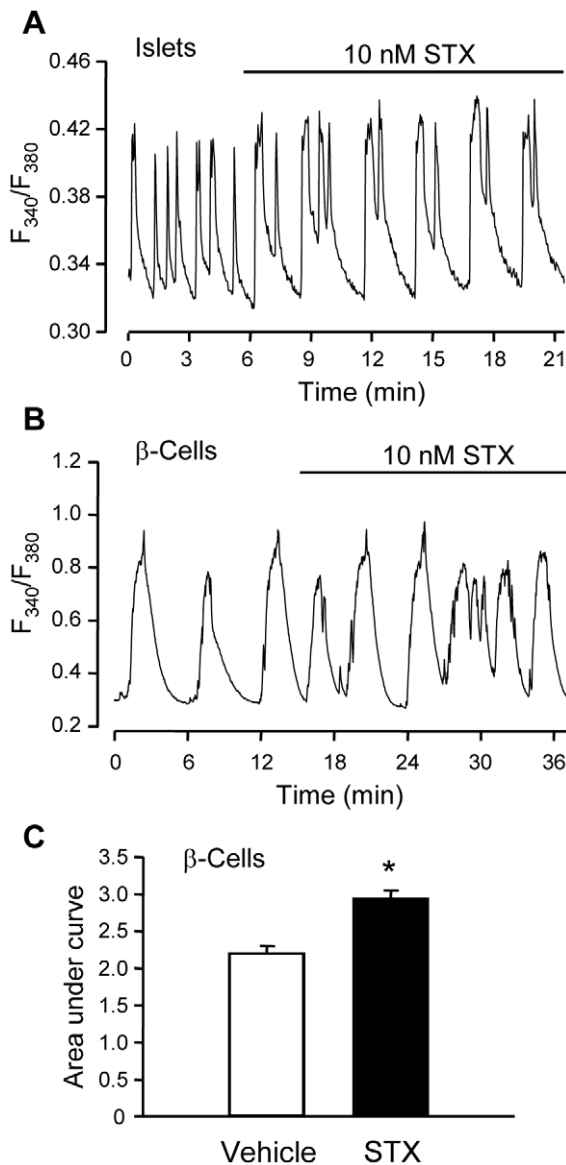 A
Islets
10 nM STX
0.46
0.42
0.38
0.34
0.30
F340/F380
0 3 6 9 12 15 18 21
Time (min)
B
β-Cells
10 nM STX
1.2
1.0
0.8
0.6
0.4
0.2
F340/F380
0 6 12 18 24 30 36
Time (min)
C
β-Cells
3.5
3.0
2.5
2.0
1.5
1.0
0.5
0
Area under curve
*
Vehicle STX